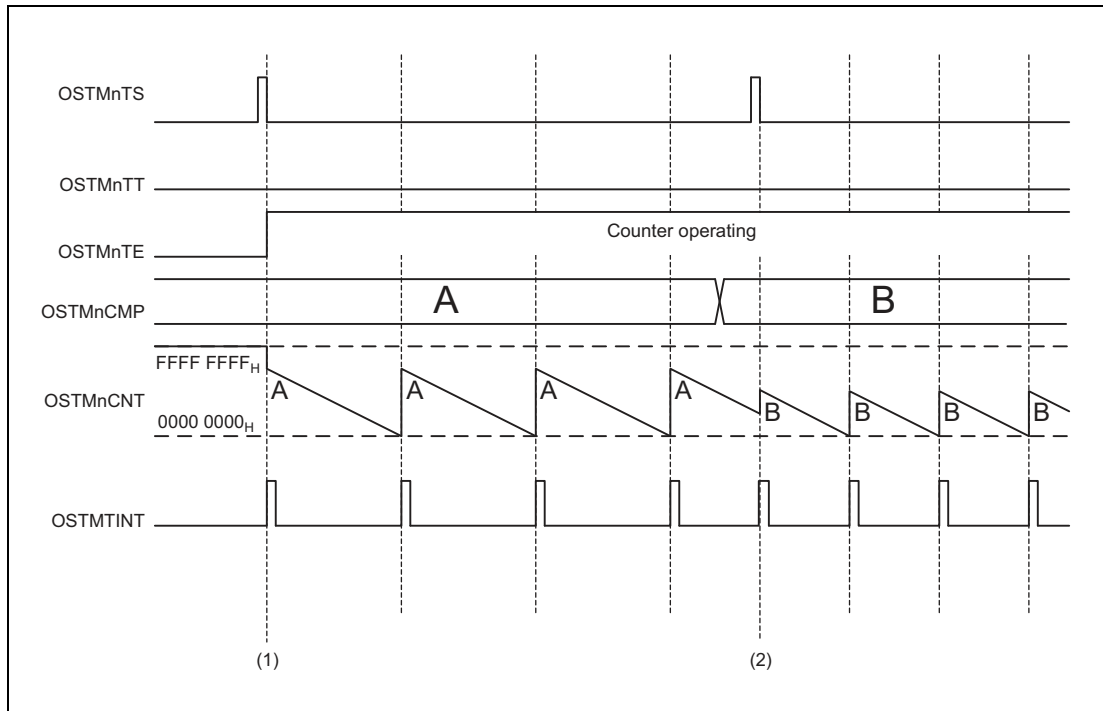 OSTMnTS
OSTMnTT
OSTMnTE
Counter operating
OSTMnCMP
A
B
FFFF FFFFH
OSTMnCNT
A
A
A
A
B
B
B
B
0000 0000H
OSTMTINT
(1)
(2)